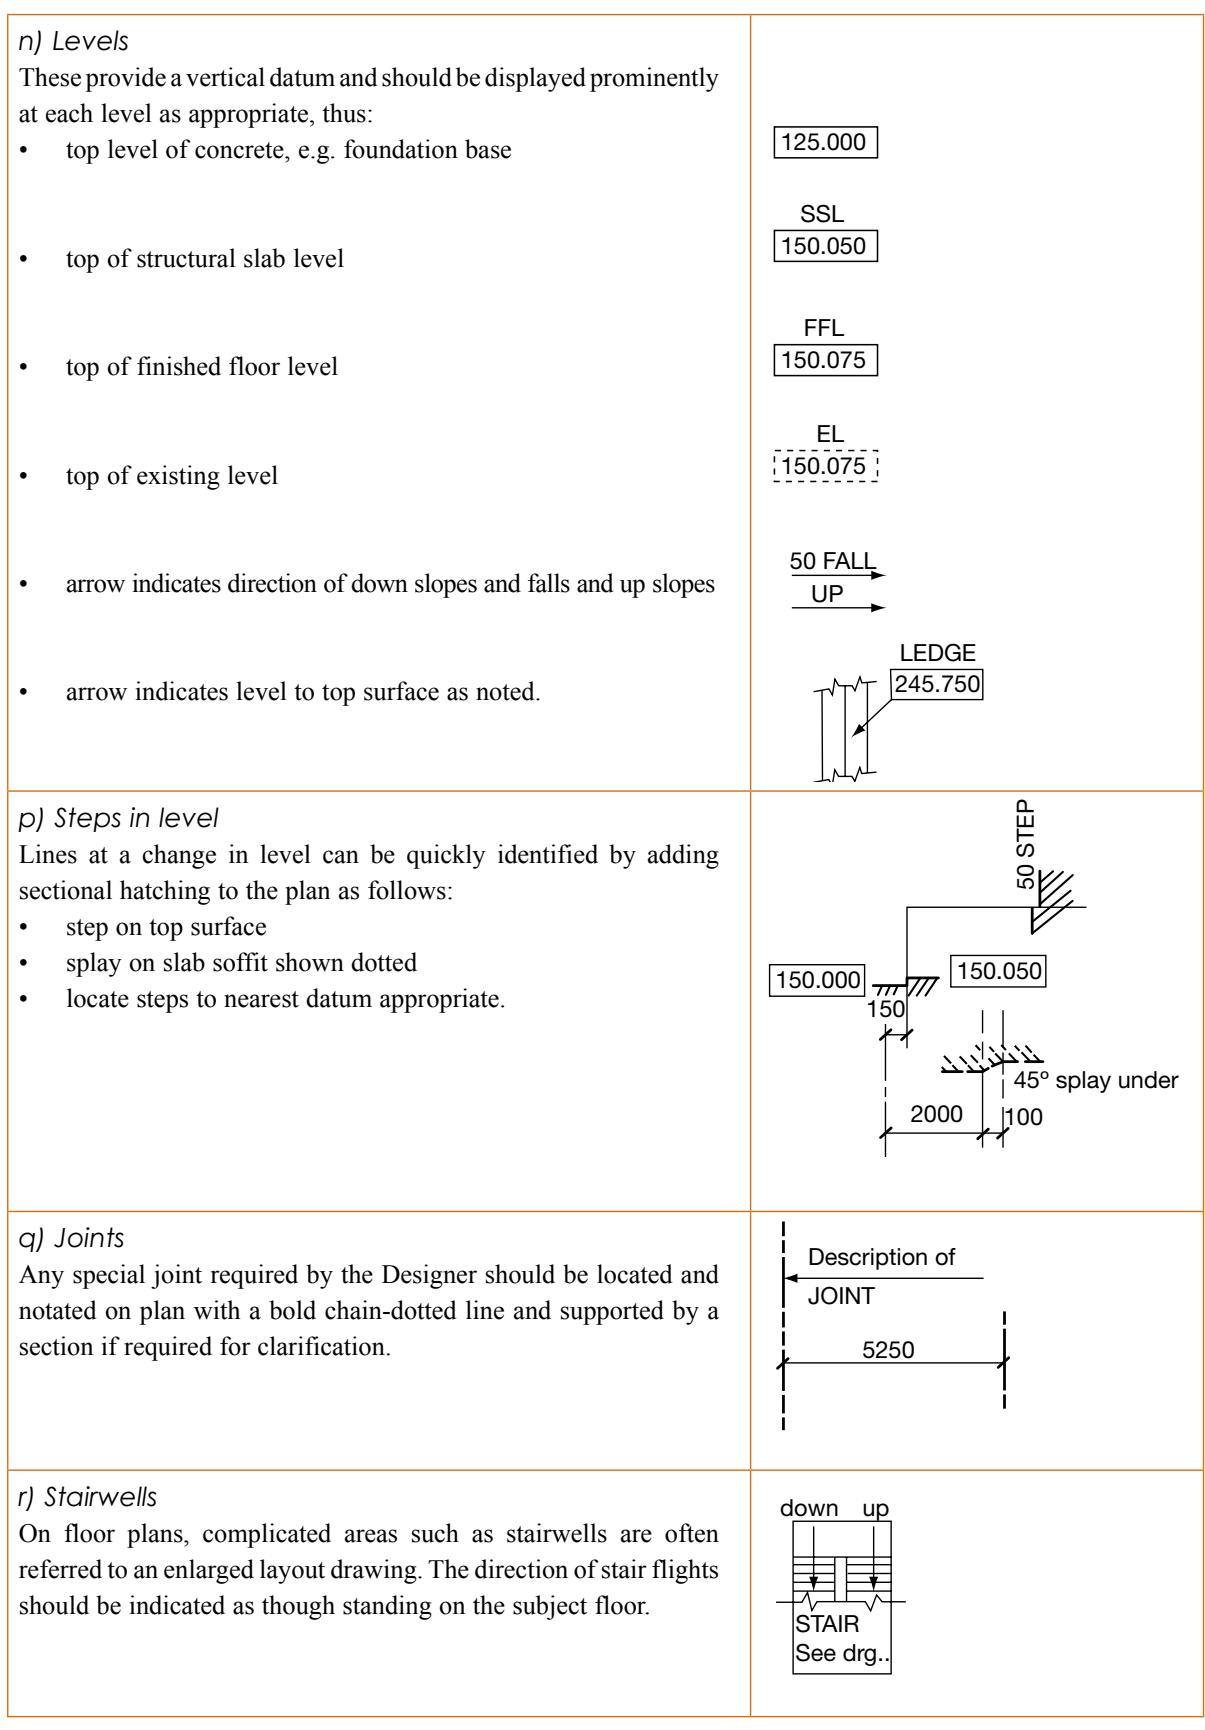 n) Levels
These provide a vertical datum and should be displayed prominently
at each level as appropriate, thus:
• top level of concrete, e.g. foundation base
125.000
SSL
• top of structural slab level
150.050
FFL
• top of finished floor level
150.075
EL
• top of existing level
150.075
50 FALL
• arrow indicates direction of down slopes and falls and up slopes
UP
LEDGE
• arrow indicates level to top surface as noted.
245.750
p) Steps in level
Lines at a change in level can be quickly identified by adding
sectional hatching to the plan as follows:
• step on top surface
• splay on slab soffit shown dotted
• locate steps to nearest datum appropriate.
50 STEP
150.000
150.050
150
45º splay under
2000
100
q) Joints
Any special joint required by the Designer should be located and
notated on plan with a bold chain-dotted line and supported by a
section if required for clarification.
Description of
JOINT
5250
r) Stairwells
On floor plans, complicated areas such as stairwells are often
referred to an enlarged layout drawing. The direction of stair flights
should be indicated as though standing on the subject floor.
down up
STAIR
See drg..